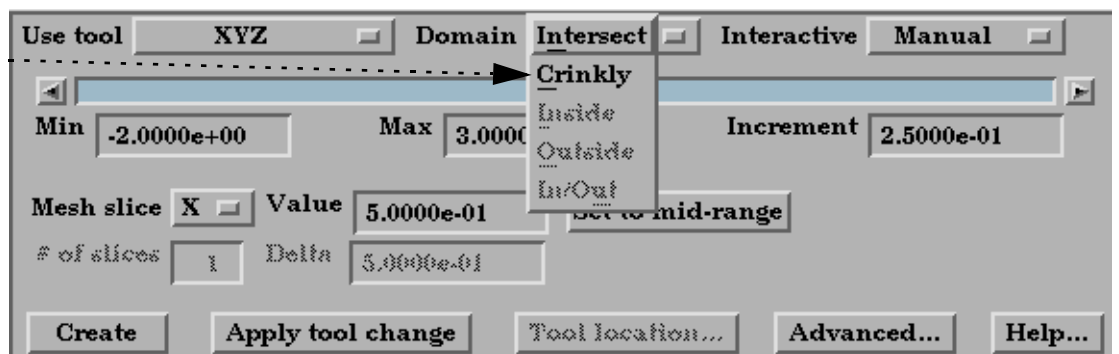 Use tool XYZ Domain Intersect Interactive Manual
Crinkly
Inside
Outside
In/Out
Min -2.0000e+00 Max 3.0000 Increment 2.5000e-01
Mesh slice X Value 5.0000e-01 Set to mid-range
# of slices 1 Delta 5.0000e-01
Create Apply tool change Tool location... Advanced... Help...